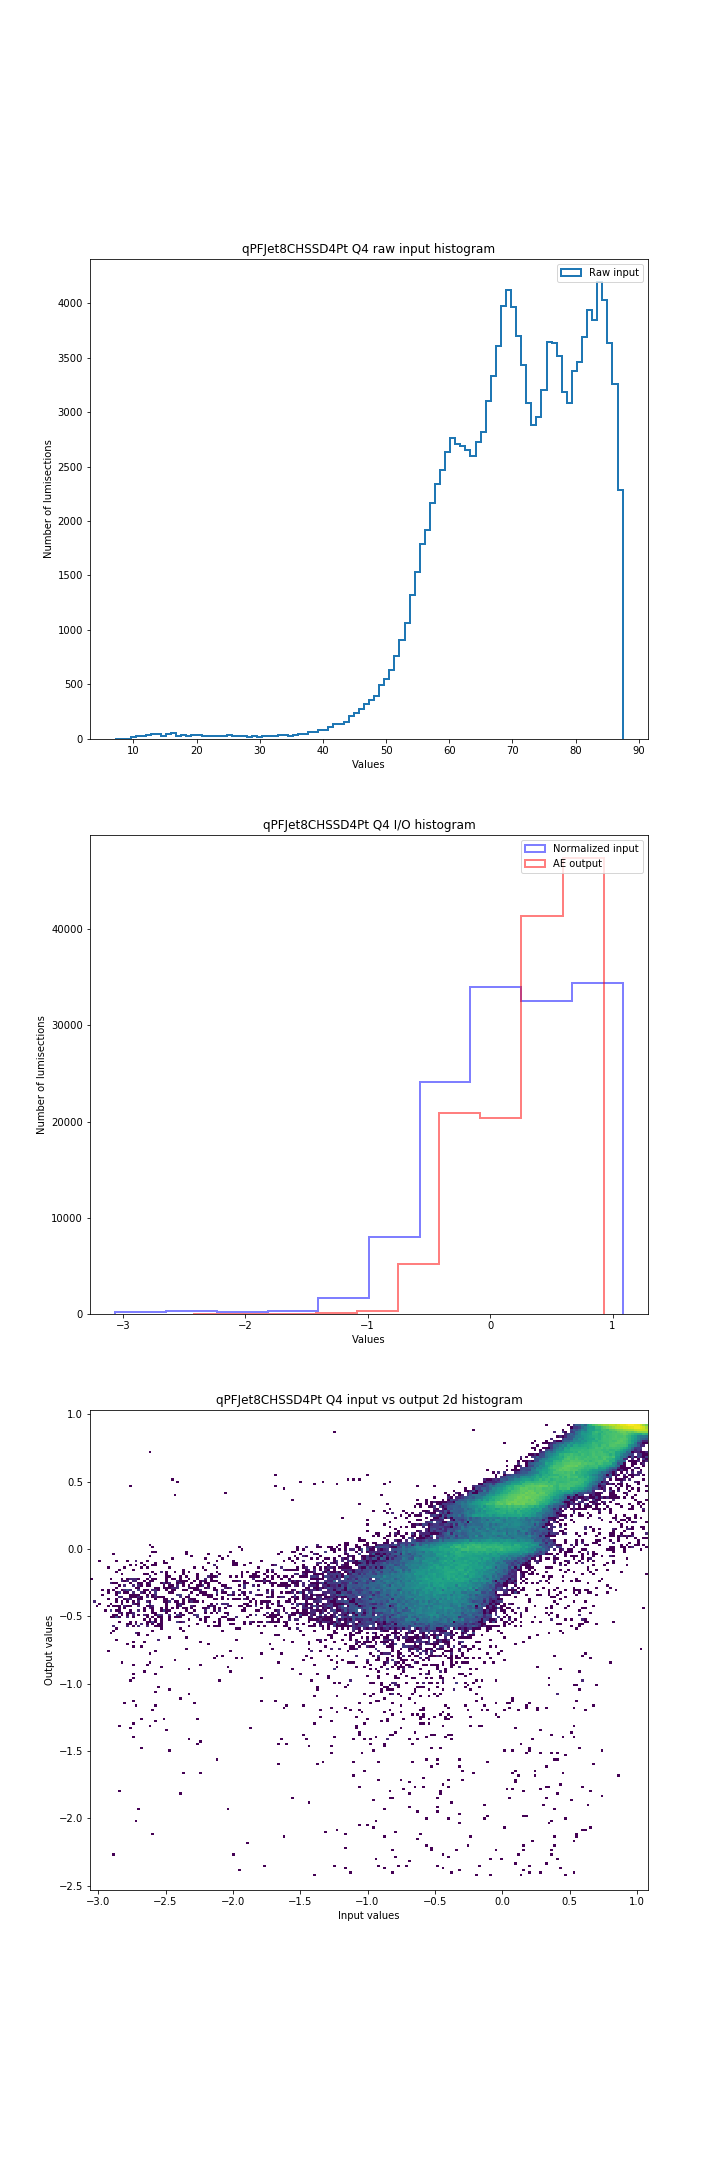 qPFJet8CHSSD4Pt Q4 raw input histogram
Raw input
4000
3500
3000
2500
2000
1500
1000
500
0
Number of lumisections
10 20 30 40 50 60 70 80 90
Values
qPFJet8CHSSD4Pt Q4 I/O histogram
Normalized input
AE output
40000
30000
20000
10000
0
Number of lumisections
−3 −2 −1 0 1
Values
qPFJet8CHSSD4Pt Q4 input vs output 2d histogram
1.0
0.5
0.0
−0.5
−1.0
−1.5
−2.0
−2.5
Output values
−3.0 −2.5 −2.0 −1.5 −1.0 −0.5 0.0 0.5 1.0
Input values